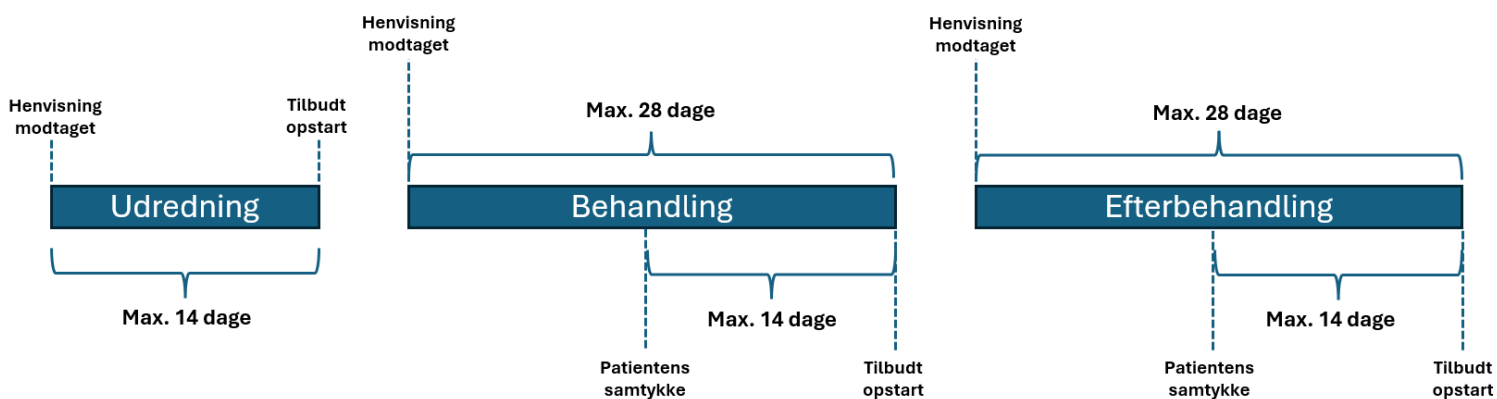 Henvisning
modtaget
Tilbudt
opstart
Udredning
Max. 14 dage
Henvisning
modtaget
Max. 28 dage
Behandling
Max. 14 dage
Patientens
samtykke
Tilbudt
opstart
Henvisning
modtaget
Max. 28 dage
Efterbehandling
Max. 14 dage
Patientens
samtykke
Tilbudt
opstart